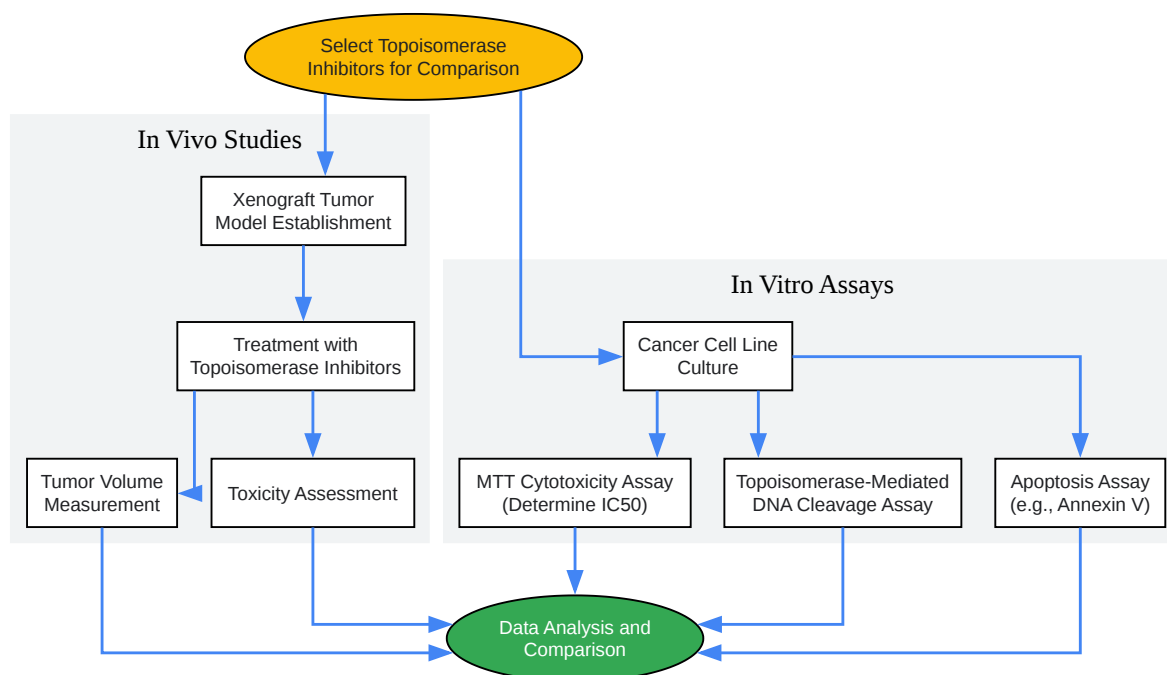 Select Topoisomerase
Inhibitors for Comparison
In Vivo Studies
Xenograft Tumor
Model Establishment
Treatment with
Topoisomerase Inhibitors
Tumor Volume
Measurement
Toxicity Assessment
In Vitro Assays
Cancer Cell Line
Culture
MTT Cytotoxicity Assay
(Determine IC50)
Topoisomerase-Mediated
DNA Cleavage Assay
Apoptosis Assay
(e.g., Annexin V)
Data Analysis and
Comparison